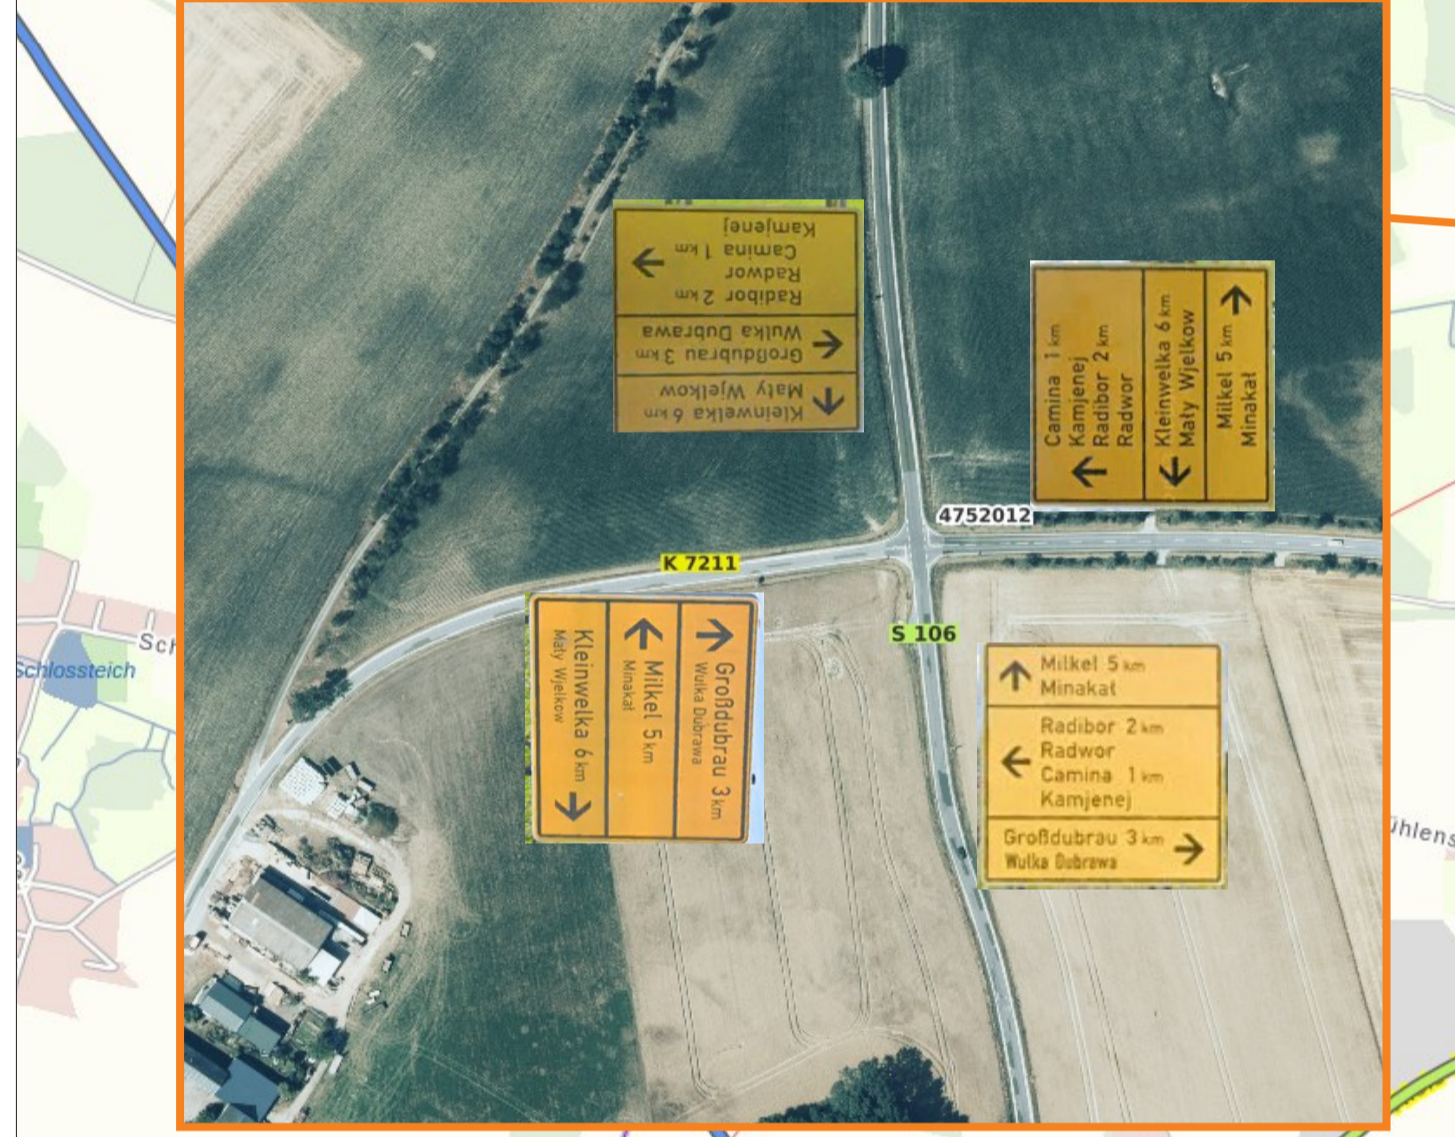 Kamjenej
Camina 1 km
Radwor
Radibor 2 km
Wulka Dubrawa
Großdubrau 3 km
Mały Wjelkow
Kleinwelka 6 km
Camina 1 km
Kamjenej
Radibor 2 km
Radwor
Kleinwelka 6 km
Mały Wjelkow
Milkel 5 km
Minakał
4752012
K 7211
S 106
Großdubrau 3 km
Wulka Dubrawa
Milkel 5 km
Minakał
Kleinwelka 6 km
Mały Wjelkow
Milkel 5 km
Minakał
Radibor 2 km
Radwor
Camina 1 km
Kamjenej
Großdubrau 3 km
Wulka Dubrawa
Sch
Schlossteich
ühlens